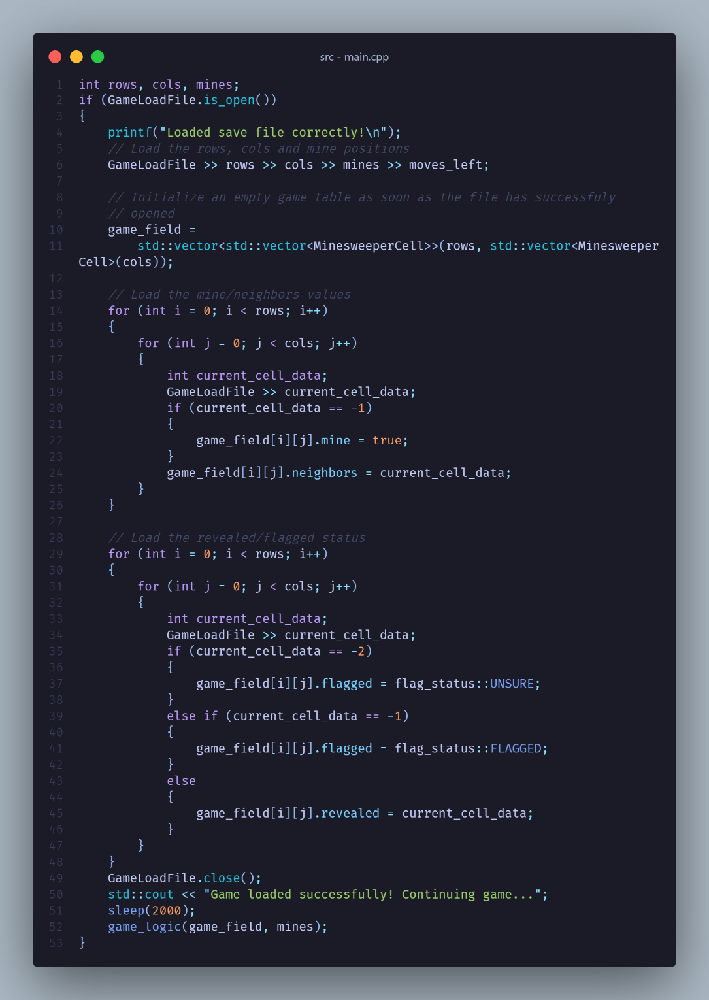 src - main.cpp
1 int rows, cols, mines;
2 if (GameLoadFile.is_open())
3 {
4     printf("Loaded save file correctly!\n");
5     // Load the rows, cols and mine positions
6     GameLoadFile >> rows >> cols >> mines >> moves_left;
7
8     // Initialize an empty game table as soon as the file has successfuly
9     // opened
10     game_field =
11         std::vector<std::vector<MinesweeperCell>>(rows, std::vector<Minesweeper
Cell>(cols));
12
13     // Load the mine/neighbors values
14     for (int i = 0; i < rows; i++)
15     {
16         for (int j = 0; j < cols; j++)
17         {
18             int current_cell_data;
19             GameLoadFile >> current_cell_data;
20             if (current_cell_data == -1)
21             {
22                 game_field[i][j].mine = true;
23             }
24             game_field[i][j].neighbors = current_cell_data;
25         }
26     }
27
28     // Load the revealed/flagged status
29     for (int i = 0; i < rows; i++)
30     {
31         for (int j = 0; j < cols; j++)
32         {
33             int current_cell_data;
34             GameLoadFile >> current_cell_data;
35             if (current_cell_data == -2)
36             {
37                 game_field[i][j].flagged = flag_status::UNSURE;
38             }
39             else if (current_cell_data == -1)
40             {
41                 game_field[i][j].flagged = flag_status::FLAGGED;
42             }
43             else
44             {
45                 game_field[i][j].revealed = current_cell_data;
46             }
47         }
48     }
49     GameLoadFile.close();
50     std::cout << "Game loaded successfully! Continuing game...";
51     sleep(2000);
52     game_logic(game_field, mines);
53 }